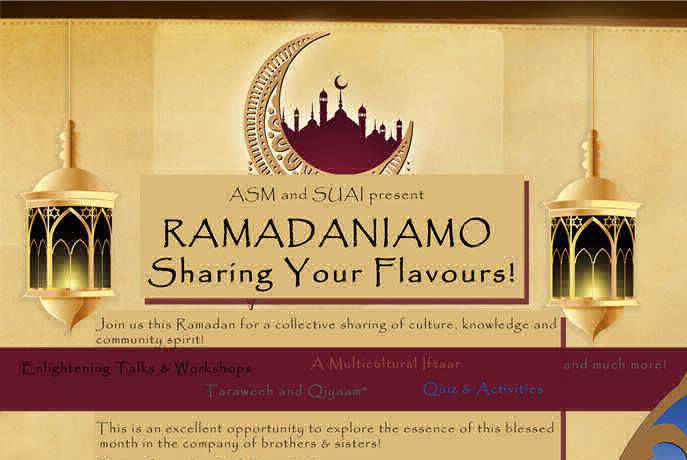 ASM and SUAI present
RAMADANIAMO
Sharing Your Flavours!
Join us this Ramadan for a collective sharing of culture, knowledge and
community spirit!
Enlightening Talks & Workshops
A Multicultural Iftaar
and much more!
Taraweeh and Qiyaam*
Quiz & Activities
This is an excellent opportunity to explore the essence of this blessed
month in the company of brothers & sisters!